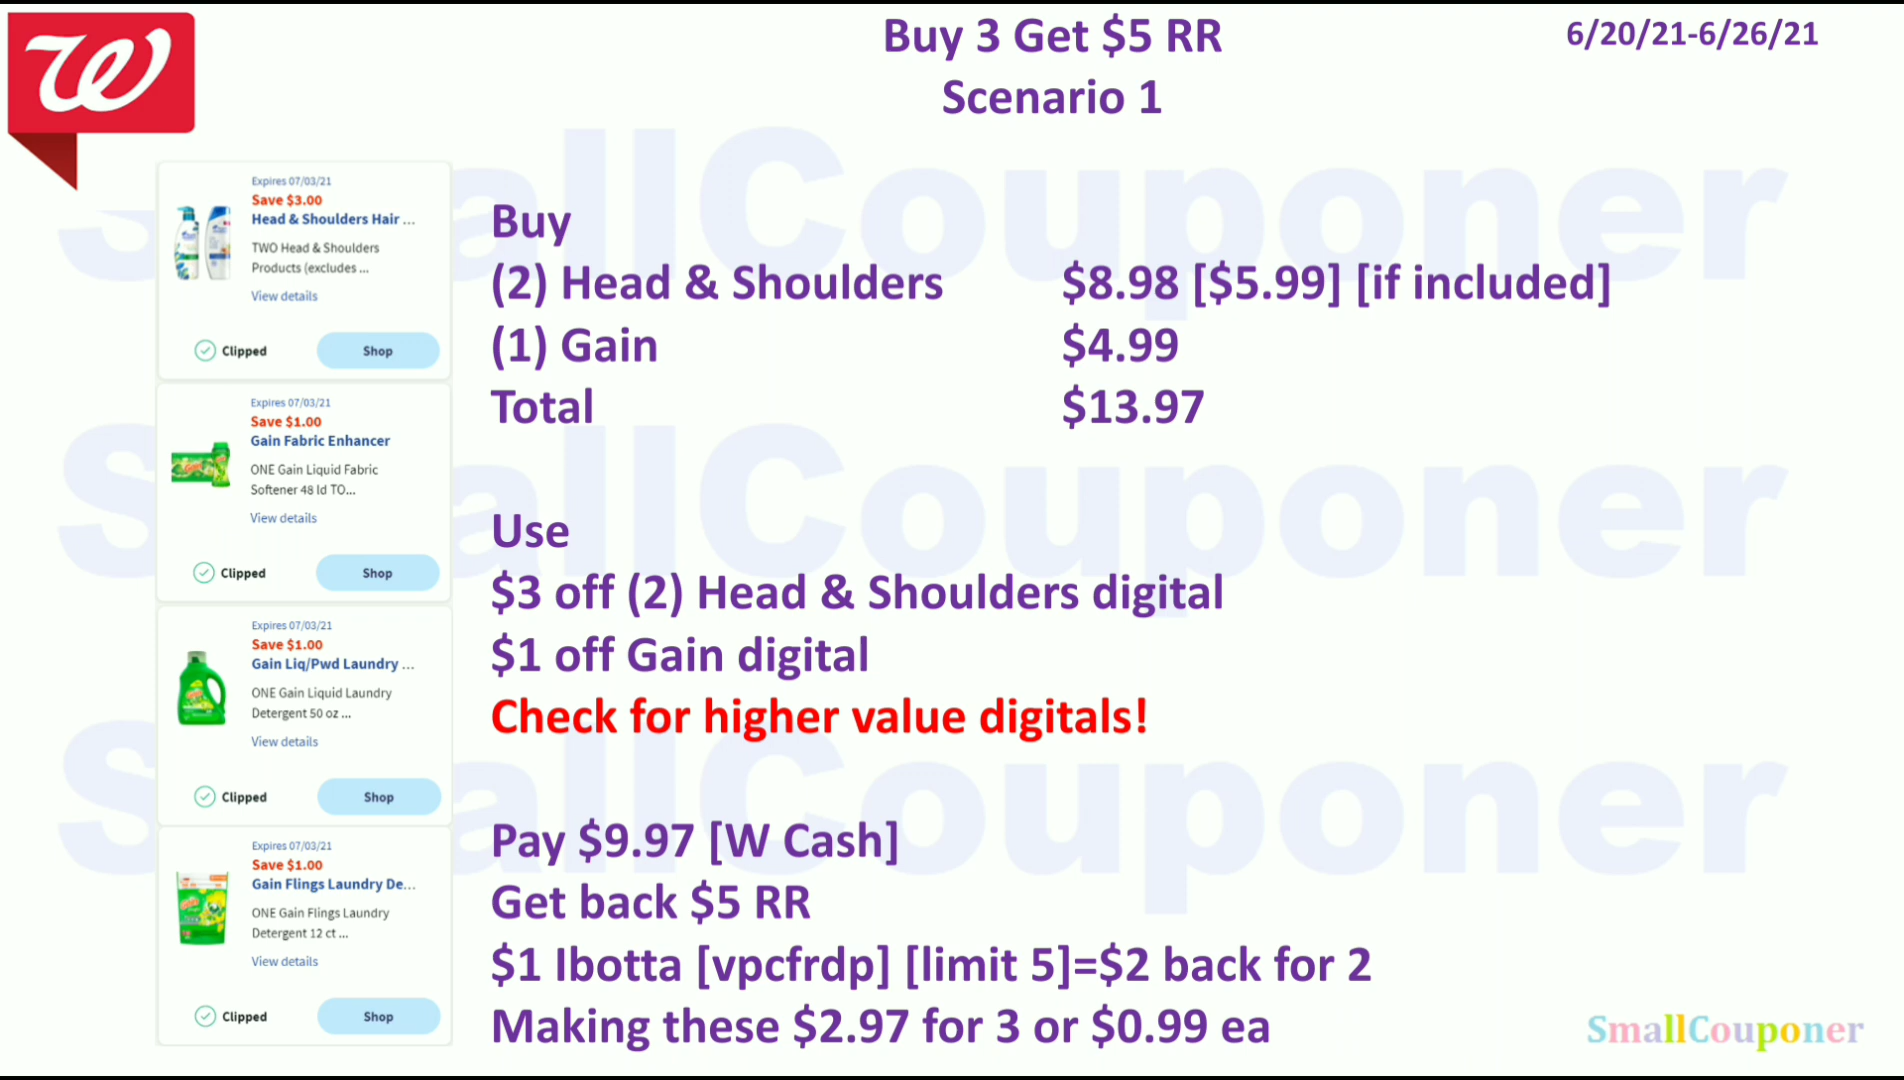 Buy 3 Get $5 RR
6/20/21-6/26/21
Scenario 1
Expires 07/03/21
Save $3.00
Head & Shoulders Hair ...
TWO Head & Shoulders
Products (excludes ...
View details
Clipped
Shop
Expires 07/03/21
Save $1.00
Gain Fabric Enhancer
ONE Gain Liquid Fabric
Softener 48 ld TO...
View details
Clipped
Shop
Expires 07/03/21
Save $1.00
Gain Liq/Pwd Laundry ...
ONE Gain Liquid Laundry
Detergent 50 oz ...
View details
Clipped
Shop
Expires 07/03/21
Save $1.00
Gain Flings Laundry De...
ONE Gain Flings Laundry
Detergent 12 ct ...
View details
Clipped
Shop
Buy
(2) Head & Shoulders $8.98 [$5.99] [if included]
(1) Gain $4.99
Total $13.97
Use
$3 off (2) Head & Shoulders digital
$1 off Gain digital
Check for higher value digitals!
Pay $9.97 [W Cash]
Get back $5 RR
$1 Ibotta [vpcfrdp] [limit 5]=$2 back for 2
Making these $2.97 for 3 or $0.99 ea
SmallCouponer
SmallCouponer
SmallCouponer
SmallCouponer